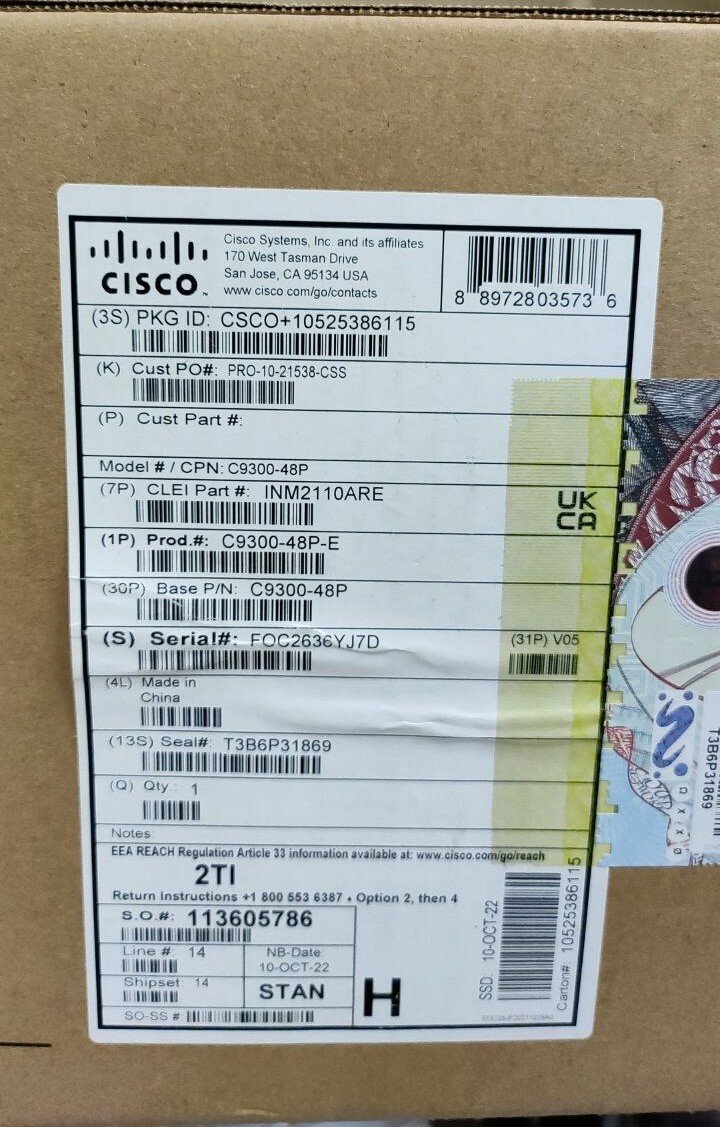 CISCO™
Cisco Systems, Inc. and its affiliates
170 West Tasman Drive
San Jose, CA 95134 USA
www.cisco.com/go/contacts
8 8972803573 6
(3S) PKG ID: CSCO+10525386115
(K) Cust PO#: PRO-10-21538-CSS
(P) Cust Part #:
Model # / CPN: C9300-48P
(7P) CLEI Part #: INM2110ARE
UK
CA
(1P) Prod.#: C9300-48P-E
(30P) Base P/N: C9300-48P
(S) Serial#: FOC2636YJ7D
(31P) V05
(4L) Made in
China
(13S) Seal#: T3B6P31869
(Q) Qty.: 1
Notes:
EEA REACH Regulation Article 33 information available at: www.cisco.com/go/reach
2TI
Return Instructions +1 800 553 6387 • Option 2, then 4
S.O.#: 113605786
Line # 14
NB-Date:
10-OCT-22
Shipset: 14
STAN
SO-SS #
H
SSD: 10-OCT-22
Carton# 10525386115
T3B6P31869